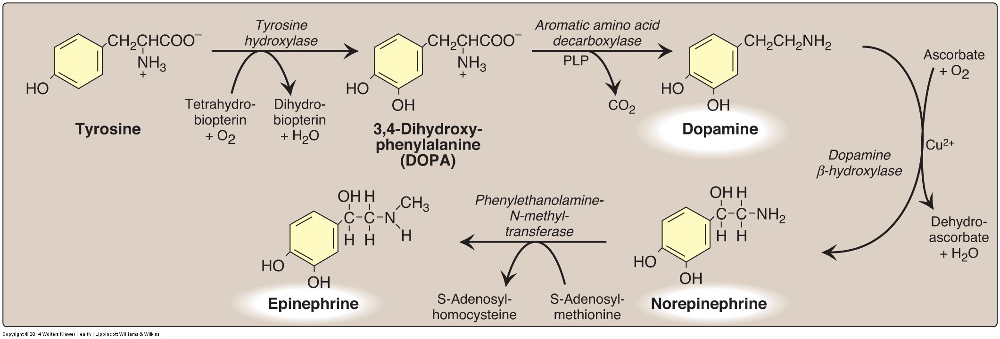 Tyrosine
hydroxylase
Aromatic amino acid
decarboxylase
CH2CHCOO−
NH3
+
HO
Tetrahydro-
biopterin
+ O2
Dihydro-
biopterin
+ H2O
Tyrosine
CH2CHCOO−
NH3
+
HO
OH
3,4-Dihydroxy-
phenylalanine
(DOPA)
PLP
CO2
CH2CH2NH2
HO
OH
Dopamine
Ascorbate
+ O2
Cu2+
Dopamine
β-hydroxylase
Dehydro-
ascorbate
+ H2O
OH H
C-C-NH2
H H
HO
OH
Norepinephrine
Phenylethanolamine-
N-methyl-
transferase
S-Adenosyl-
homocysteine
S-Adenosyl-
methionine
OH H
CH3
C-C-N
H H H
HO
OH
Epinephrine
Copyright © 2014 Wolters Kluwer Health | Lippincott Williams & Wilkins